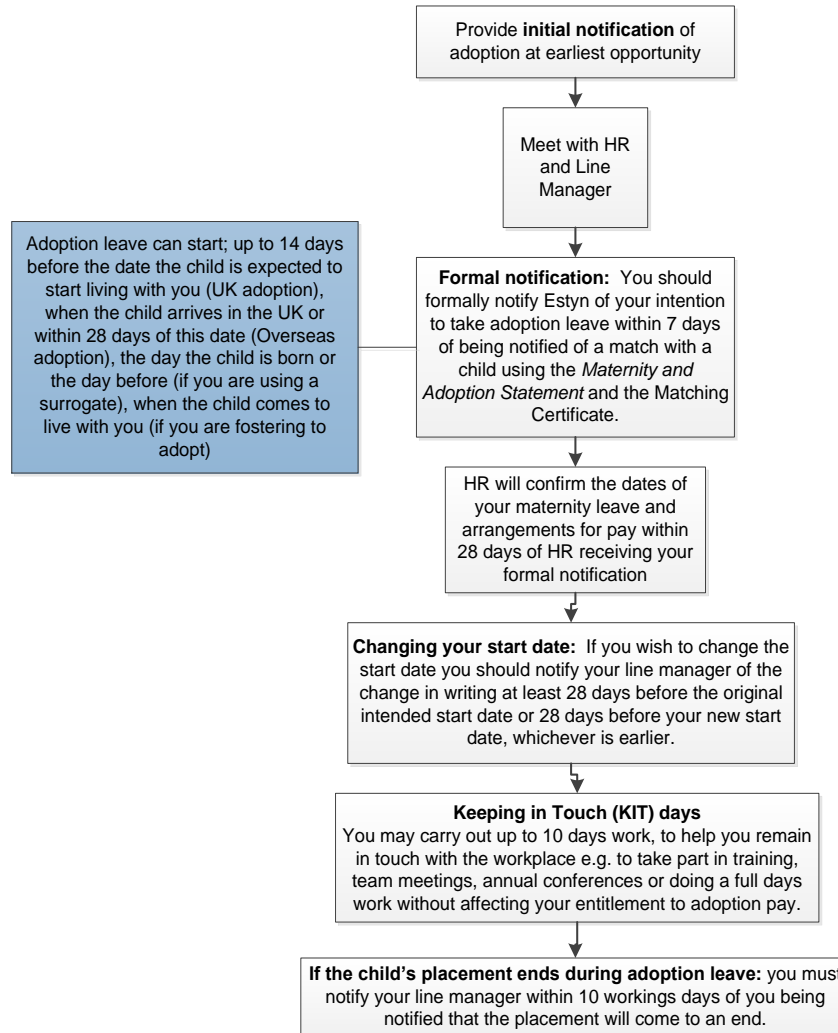 Provide initial notification of
adoption at earliest opportunity
Meet with HR
and Line
Manager
Adoption leave can start; up to 14 days
before the date the child is expected to
start living with you (UK adoption),
when the child arrives in the UK or
within 28 days of this date (Overseas
adoption), the day the child is born or
the day before (if you are using a
surrogate), when the child comes to
live with you (if you are fostering to
adopt)
Formal notification:  You should
formally notify Estyn of your intention
to take adoption leave within 7 days
of being notified of a match with a
child using the Maternity and
Adoption Statement and the Matching
Certificate.
HR will confirm the dates of
your maternity leave and
arrangements for pay within
28 days of HR receiving your
formal notification
Changing your start date:  If you wish to change the
start date you should notify your line manager of the
change in writing at least 28 days before the original
intended start date or 28 days before your new start
date, whichever is earlier.
Keeping in Touch (KIT) days
You may carry out up to 10 days work, to help you remain
in touch with the workplace e.g. to take part in training,
team meetings, annual conferences or doing a full days
work without affecting your entitlement to adoption pay.
If the child's placement ends during adoption leave: you must
notify your line manager within 10 workings days of you being
notified that the placement will come to an end.